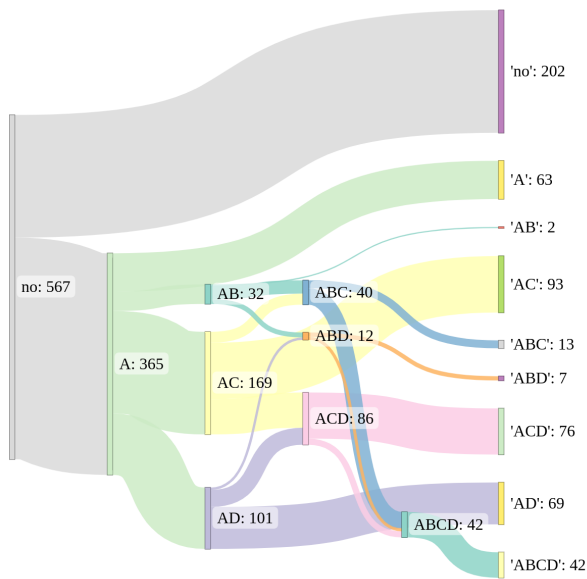 'no': 202
'A': 63
'AB': 2
no: 567
'AC': 93
AB: 32
ABC: 40
ABD: 12
'ABC': 13
A: 365
'ABD': 7
AC: 169
ACD: 86
'ACD': 76
'AD': 69
AD: 101
ABCD: 42
'ABCD': 42